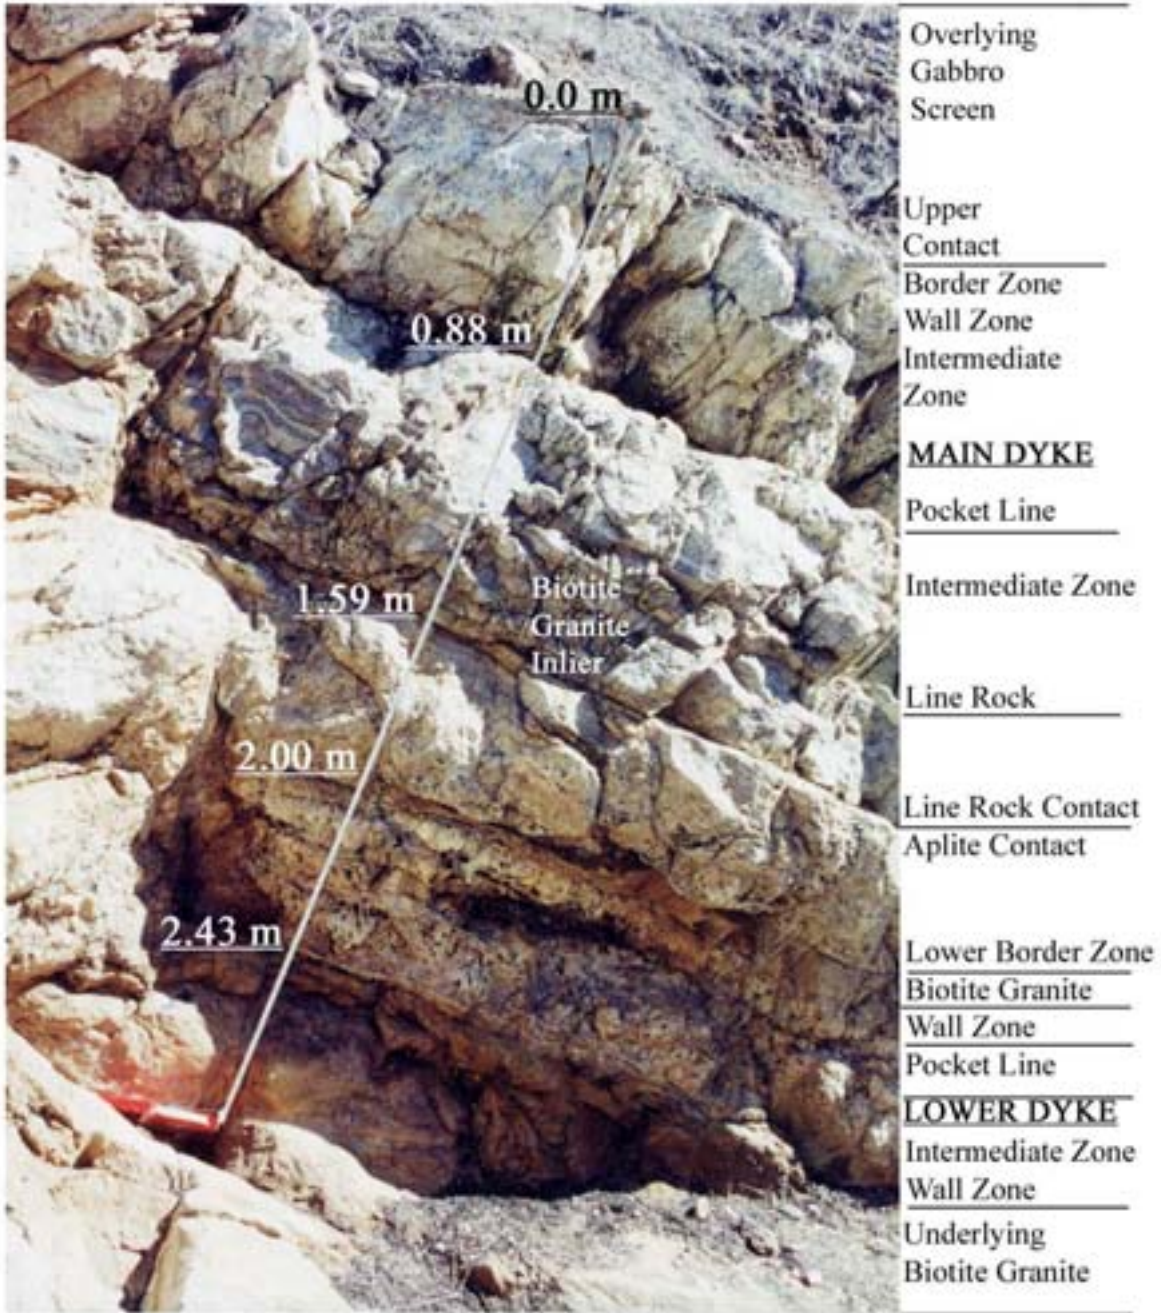 0.0 m
0.88 m
1.59 m
Biotite
Granite
Inlier
2.00 m
2.43 m
Overlying
Gabbro
Screen
Upper
Contact
Border Zone
Wall Zone
Intermediate
Zone
MAIN DYKE
Pocket Line
Intermediate Zone
Line Rock
Line Rock Contact
Aplite Contact
Lower Border Zone
Biotite Granite
Wall Zone
Pocket Line
LOWER DYKE
Intermediate Zone
Wall Zone
Underlying
Biotite Granite